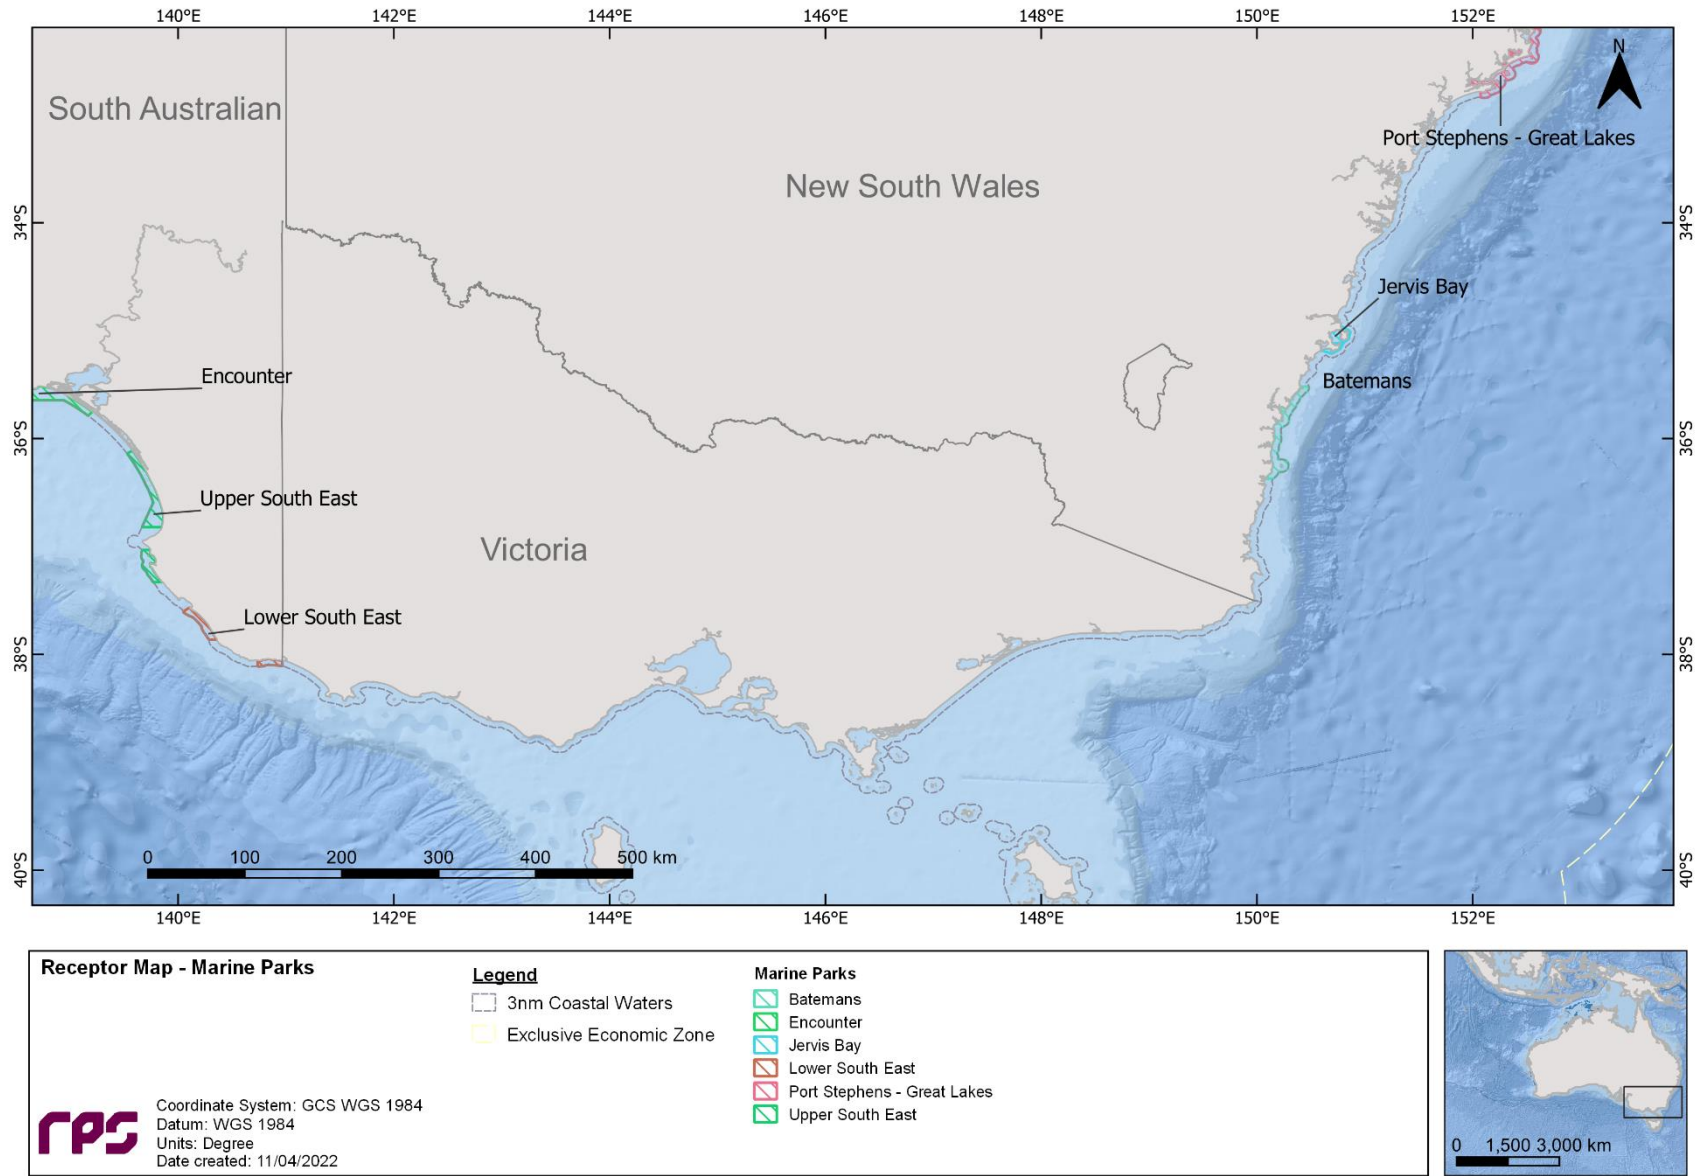 140°E 142°E 144°E 146°E 148°E 150°E 152°E
N
South Australian
Port Stephens - Great Lakes
New South Wales
34°S 34°S
Jervis Bay
Encounter
Batemans
36°S 36°S
Upper South East
Victoria
Lower South East
38°S 38°S
0 100 200 300 400 500 km
40°S 40°S
140°E 142°E 144°E 146°E 148°E 150°E 152°E
Receptor Map - Marine Parks
Legend
3nm Coastal Waters
Exclusive Economic Zone
Marine Parks
Batemans
Encounter
Jervis Bay
Lower South East
Port Stephens - Great Lakes
Upper South East
rps
Coordinate System: GCS WGS 1984
Datum: WGS 1984
Units: Degree
Date created: 11/04/2022
0 1,500 3,000 km